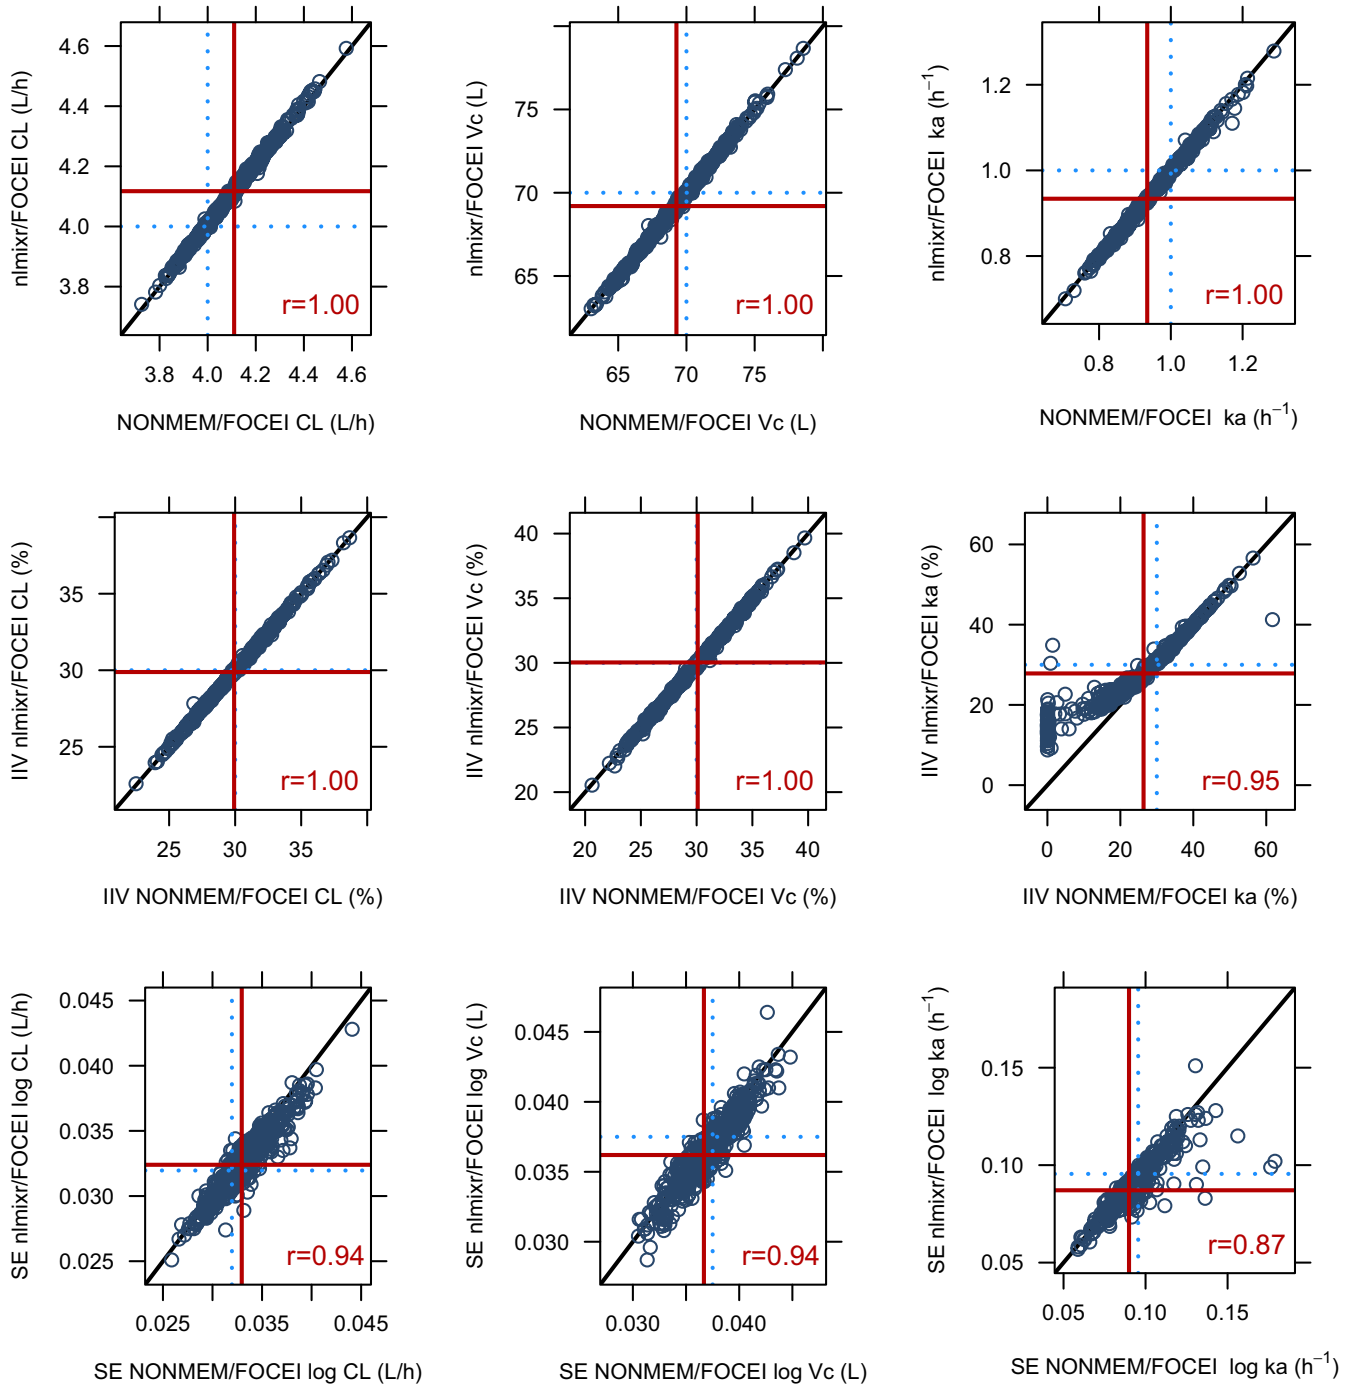 nlmixr/FOCEI CL (L/h)
4.6
4.4
4.2
4.0
3.8
r=1.00
3.8 4.0 4.2 4.4 4.6
NONMEM/FOCEI CL (L/h)
nlmixr/FOCEI Vc (L)
75
70
65
r=1.00
65 70 75
NONMEM/FOCEI Vc (L)
nlmixr/FOCEI ka (h⁻¹)
1.2
1.0
0.8
r=1.00
0.8 1.0 1.2
NONMEM/FOCEI ka (h⁻¹)
IIV nlmixr/FOCEI CL (%)
35
30
25
r=1.00
25 30 35
IIV NONMEM/FOCEI CL (%)
IIV nlmixr/FOCEI Vc (%)
40
35
30
25
20
r=1.00
20 25 30 35 40
IIV NONMEM/FOCEI Vc (%)
IIV nlmixr/FOCEI ka (%)
60
40
20
0
r=0.95
0 20 40 60
IIV NONMEM/FOCEI ka (%)
SE nlmixr/FOCEI log CL (L/h)
0.045
0.040
0.035
0.030
0.025
r=0.94
0.025 0.035 0.045
SE NONMEM/FOCEI log CL (L/h)
SE nlmixr/FOCEI log Vc (L)
0.045
0.040
0.035
0.030
r=0.94
0.030 0.040
SE NONMEM/FOCEI log Vc (L)
SE nlmixr/FOCEI log ka (h⁻¹)
0.15
0.10
0.05
r=0.87
0.05 0.10 0.15
SE NONMEM/FOCEI log ka (h⁻¹)